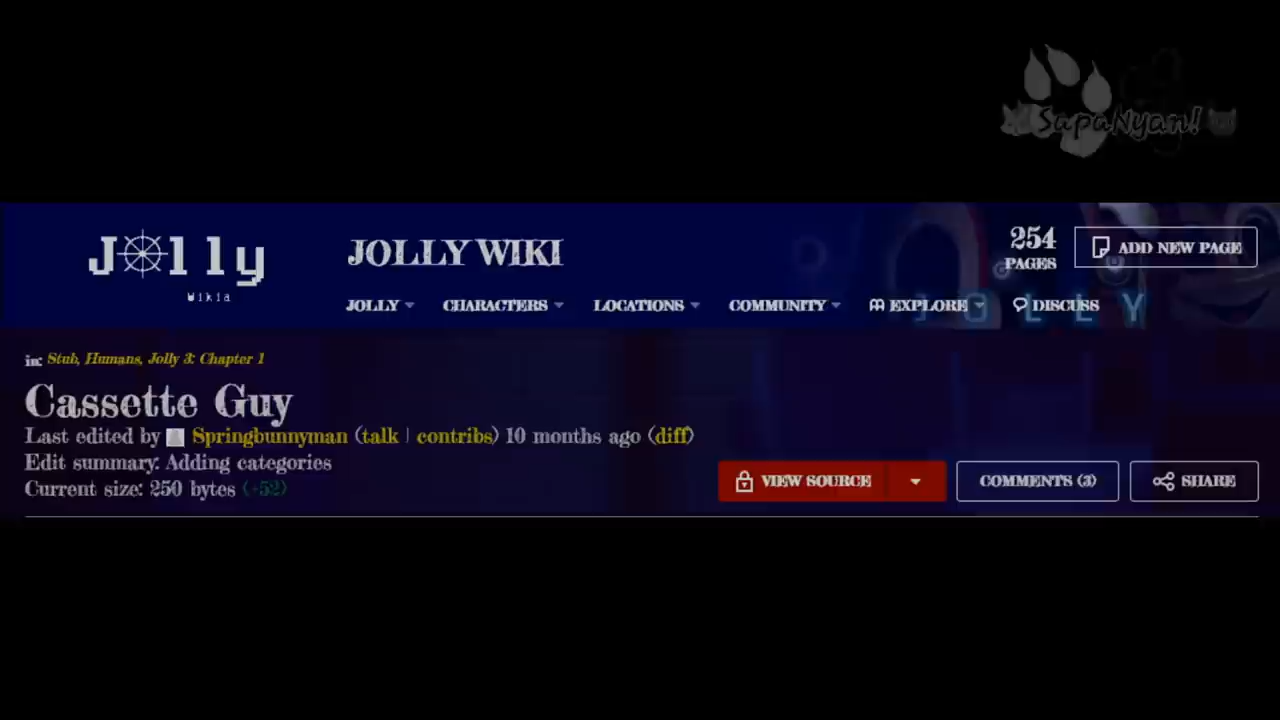 SapaNyan!
Jolly
Wikia
JOLLY WIKI
254
PAGES
ADD NEW PAGE
JOLLY
CHARACTERS
LOCATIONS
COMMUNITY
EXPLORE
DISCUSS
JOLLY
in: Stub, Humans, Jolly 3: Chapter 1
Cassette Guy
Last edited by Springbunnyman (talk | contribs) 10 months ago (diff)
Edit summary: Adding categories
Current size: 250 bytes (+52)
VIEW SOURCE
COMMENTS (3)
SHARE